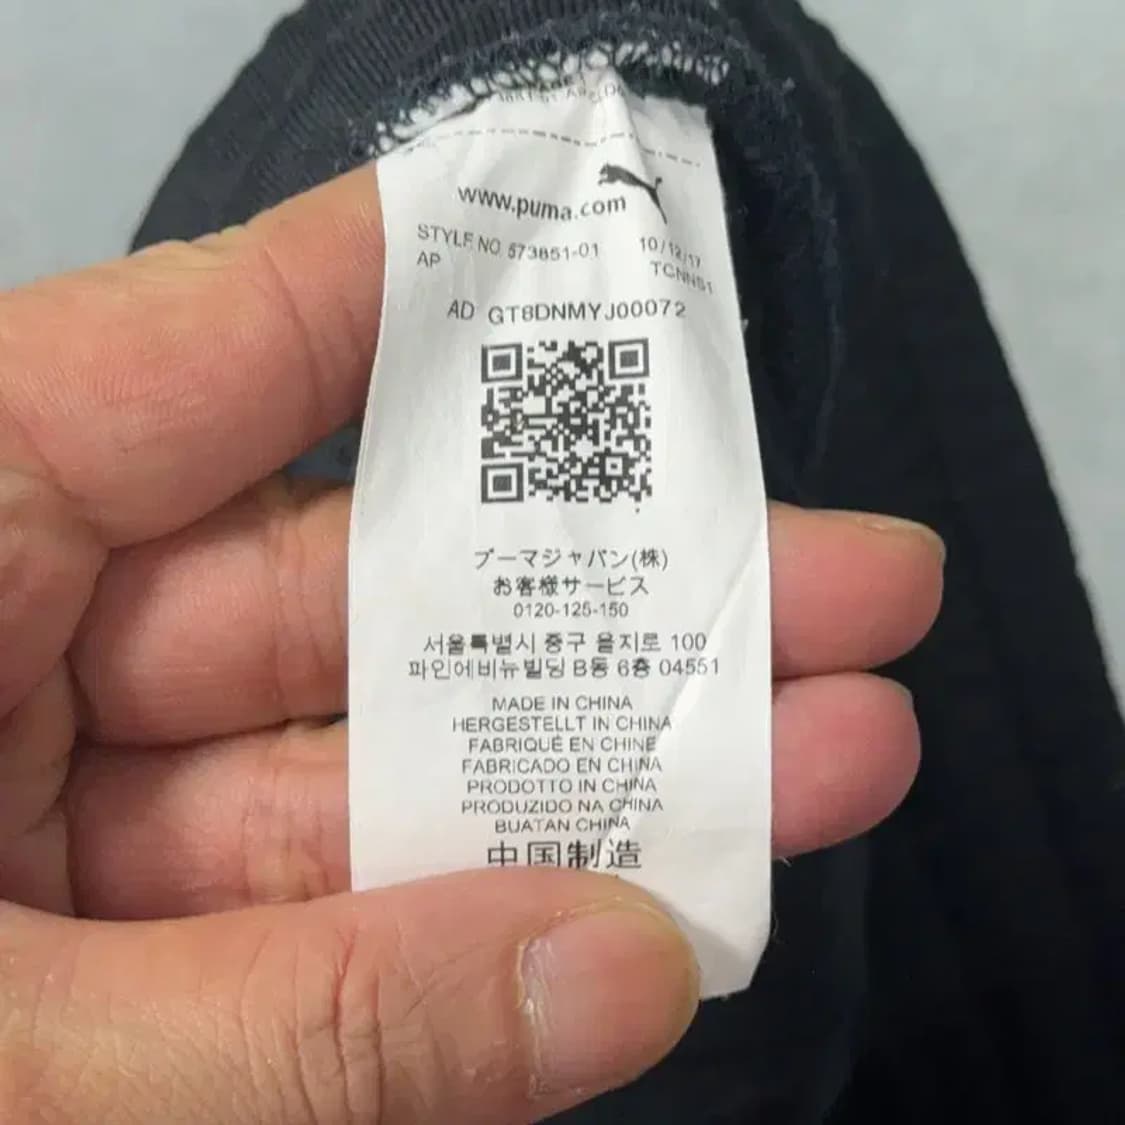 www.puma.com
STYLE NO. 573851-01 10/12/17
AP TCNNS1
AD GT8DNMYJ00072
プーマジャパン(株)
お客様サービス
0120-125-150
서울특별시 중구 을지로 100
파인에비뉴빌딩 B동 6층 04551
MADE IN CHINA
HERGESTELLT IN CHINA
FABRIQUÉ EN CHINE
FABRICADO EN CHINA
PRODOTTO IN CHINA
PRODUZIDO NA CHINA
BUATAN CHINA
中国制造